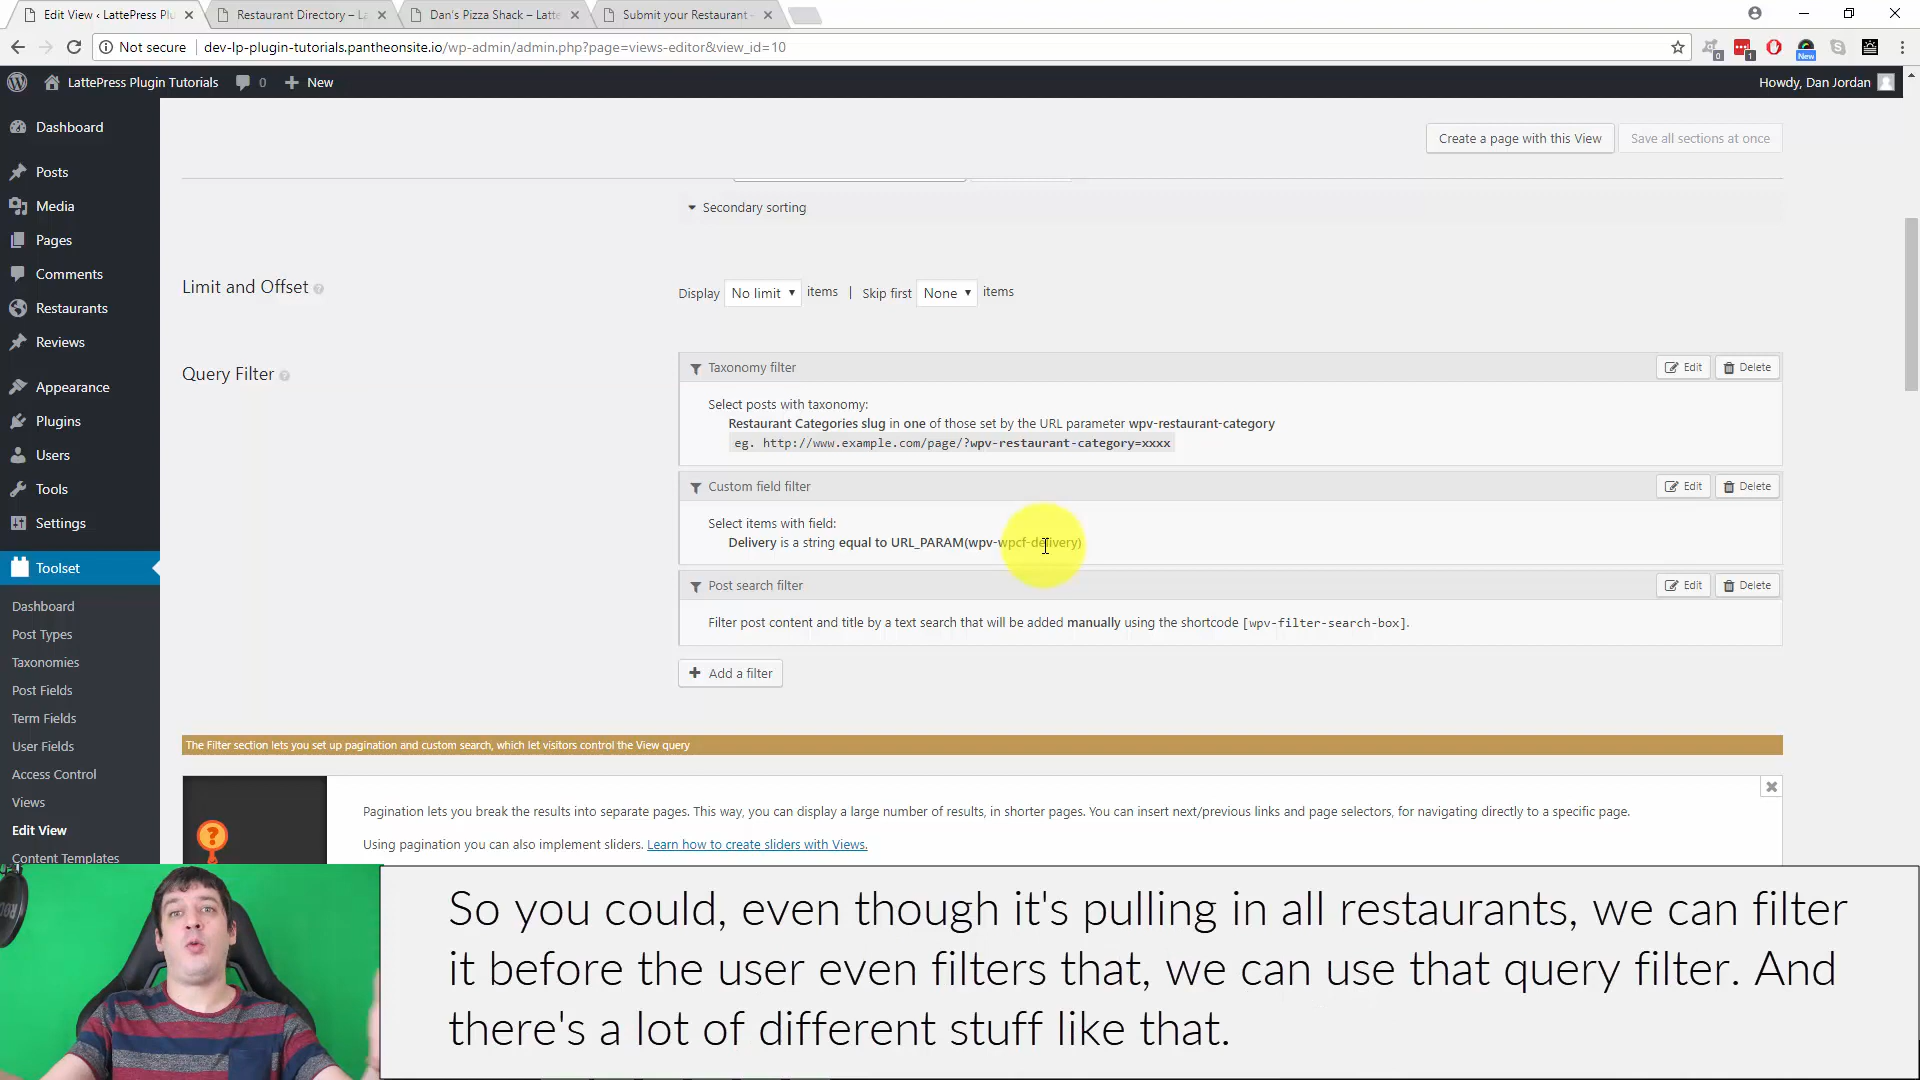 Edit View ‹ LattePress Plu
Restaurant Directory – La
Dan's Pizza Shack – Latte
Submit your Restaurant –
Not secure
dev-lp-plugin-tutorials.pantheonsite.io/wp-admin/admin.php?page=views-editor&view_id=10
0
1
New
LattePress Plugin Tutorials
0
New
Howdy, Dan Jordan
Dashboard
Posts
Media
Pages
Comments
Restaurants
Reviews
Appearance
Plugins
Users
Tools
Settings
Toolset
Dashboard
Post Types
Taxonomies
Post Fields
Term Fields
User Fields
Access Control
Views
Edit View
Content Templates
Create a page with this View
Save all sections at once
Secondary sorting
Limit and Offset
Display No limit items | Skip first None items
Query Filter
Taxonomy filter
Edit
Delete
Select posts with taxonomy:
Restaurant Categories slug in one of those set by the URL parameter wpv-restaurant-category
eg. http://www.example.com/page/?wpv-restaurant-category=xxxx
Custom field filter
Edit
Delete
Select items with field:
Delivery is a string equal to URL_PARAM(wpv-wpcf-delivery)
Post search filter
Edit
Delete
Filter post content and title by a text search that will be added manually using the shortcode [wpv-filter-search-box].
Add a filter
The Filter section lets you set up pagination and custom search, which let visitors control the View query
Pagination lets you break the results into separate pages. This way, you can display a large number of results, in shorter pages. You can insert next/previous links and page selectors, for navigating directly to a specific page.
Using pagination you can also implement sliders. Learn how to create sliders with Views.
So you could, even though it's pulling in all restaurants, we can filter
it before the user even filters that, we can use that query filter. And
there's a lot of different stuff like that.